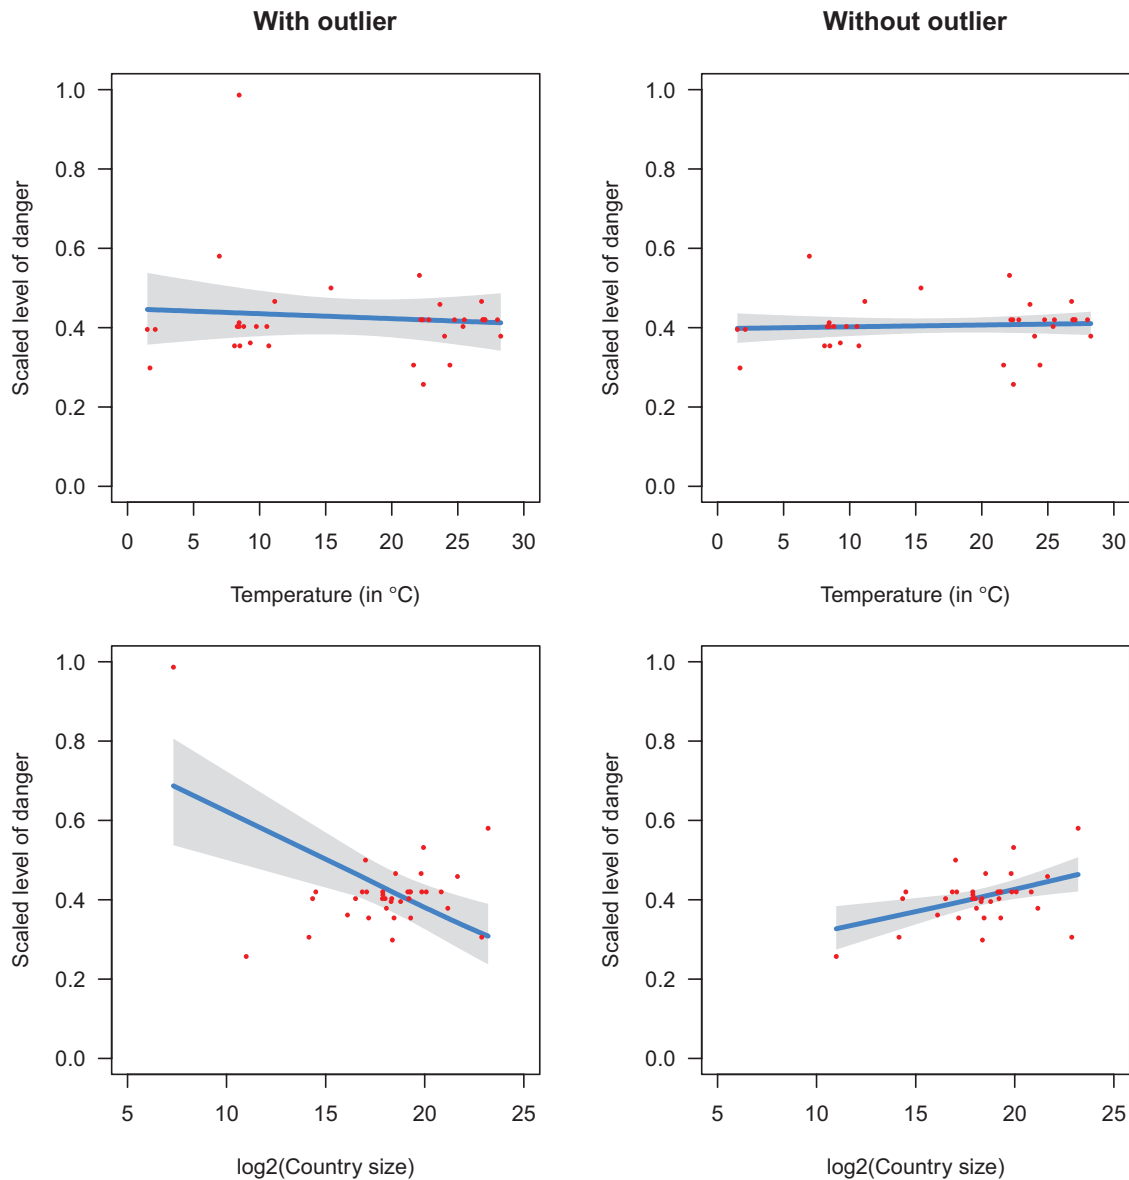 With outlier
Without outlier
Scaled level of danger
1.0
0.8
0.6
0.4
0.2
0.0
0 5 10 15 20 25 30
Temperature (in °C)
Scaled level of danger
1.0
0.8
0.6
0.4
0.2
0.0
0 5 10 15 20 25 30
Temperature (in °C)
Scaled level of danger
1.0
0.8
0.6
0.4
0.2
0.0
5 10 15 20 25
log2(Country size)
Scaled level of danger
1.0
0.8
0.6
0.4
0.2
0.0
5 10 15 20 25
log2(Country size)